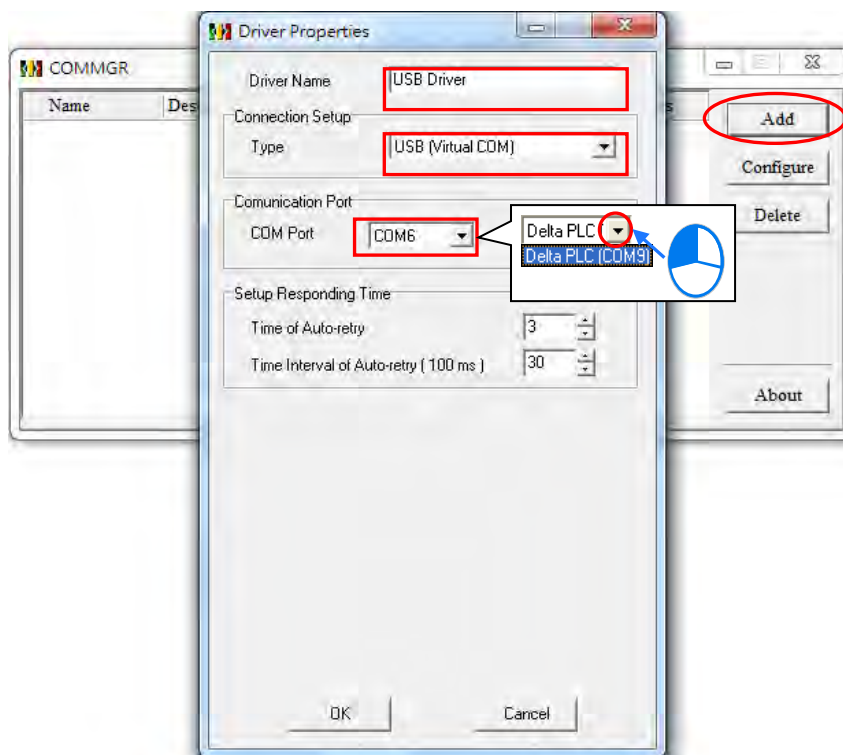 Driver Properties
COMMGR
Name
Des
s
Add
Configure
Delete
About
Driver Name
USB Driver
Connection Setup
Type
USB (Virtual COM)
Comunication Port
COM Port
COM6
Delta PLC
Delta PLC (COM9)
Setup Responding Time
Time of Auto-retry
3
Time Interval of Auto-retry ( 100 ms )
30
OK
Cancel